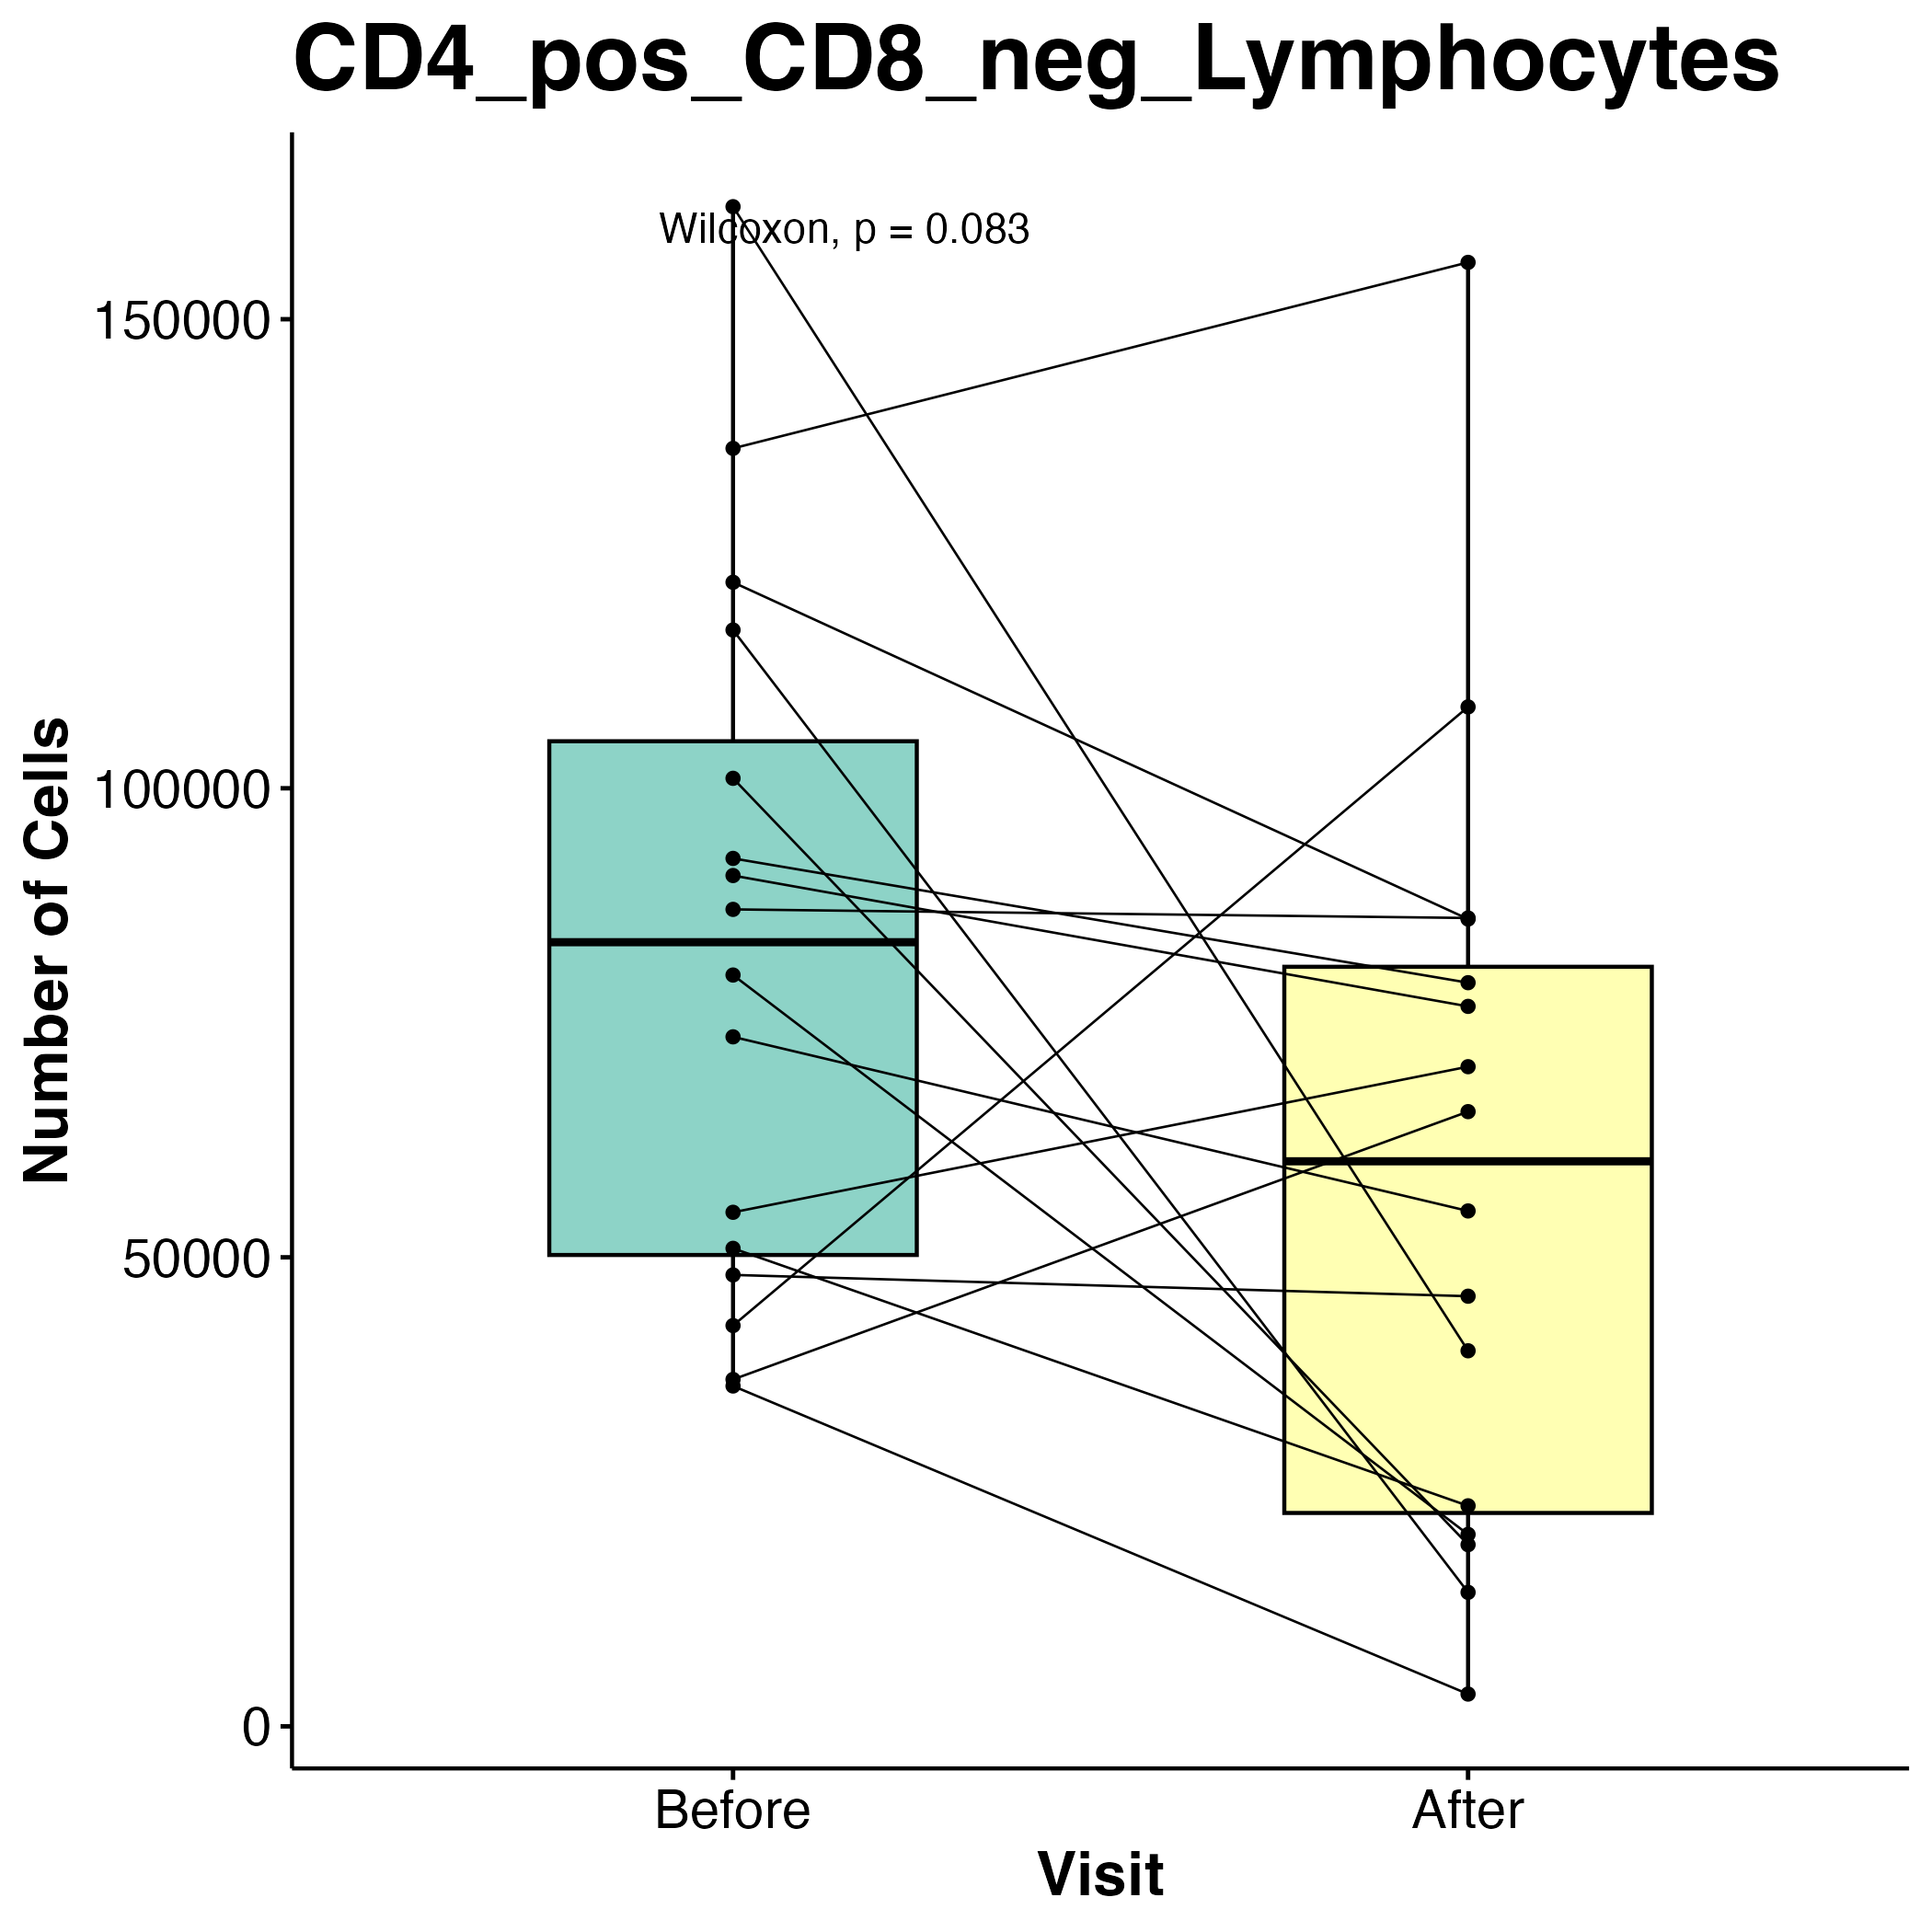 CD4_pos_CD8_neg_Lymphocytes
Wilcoxon, p = 0.083
150000
100000
50000
0
Number of Cells
Before
After
Visit